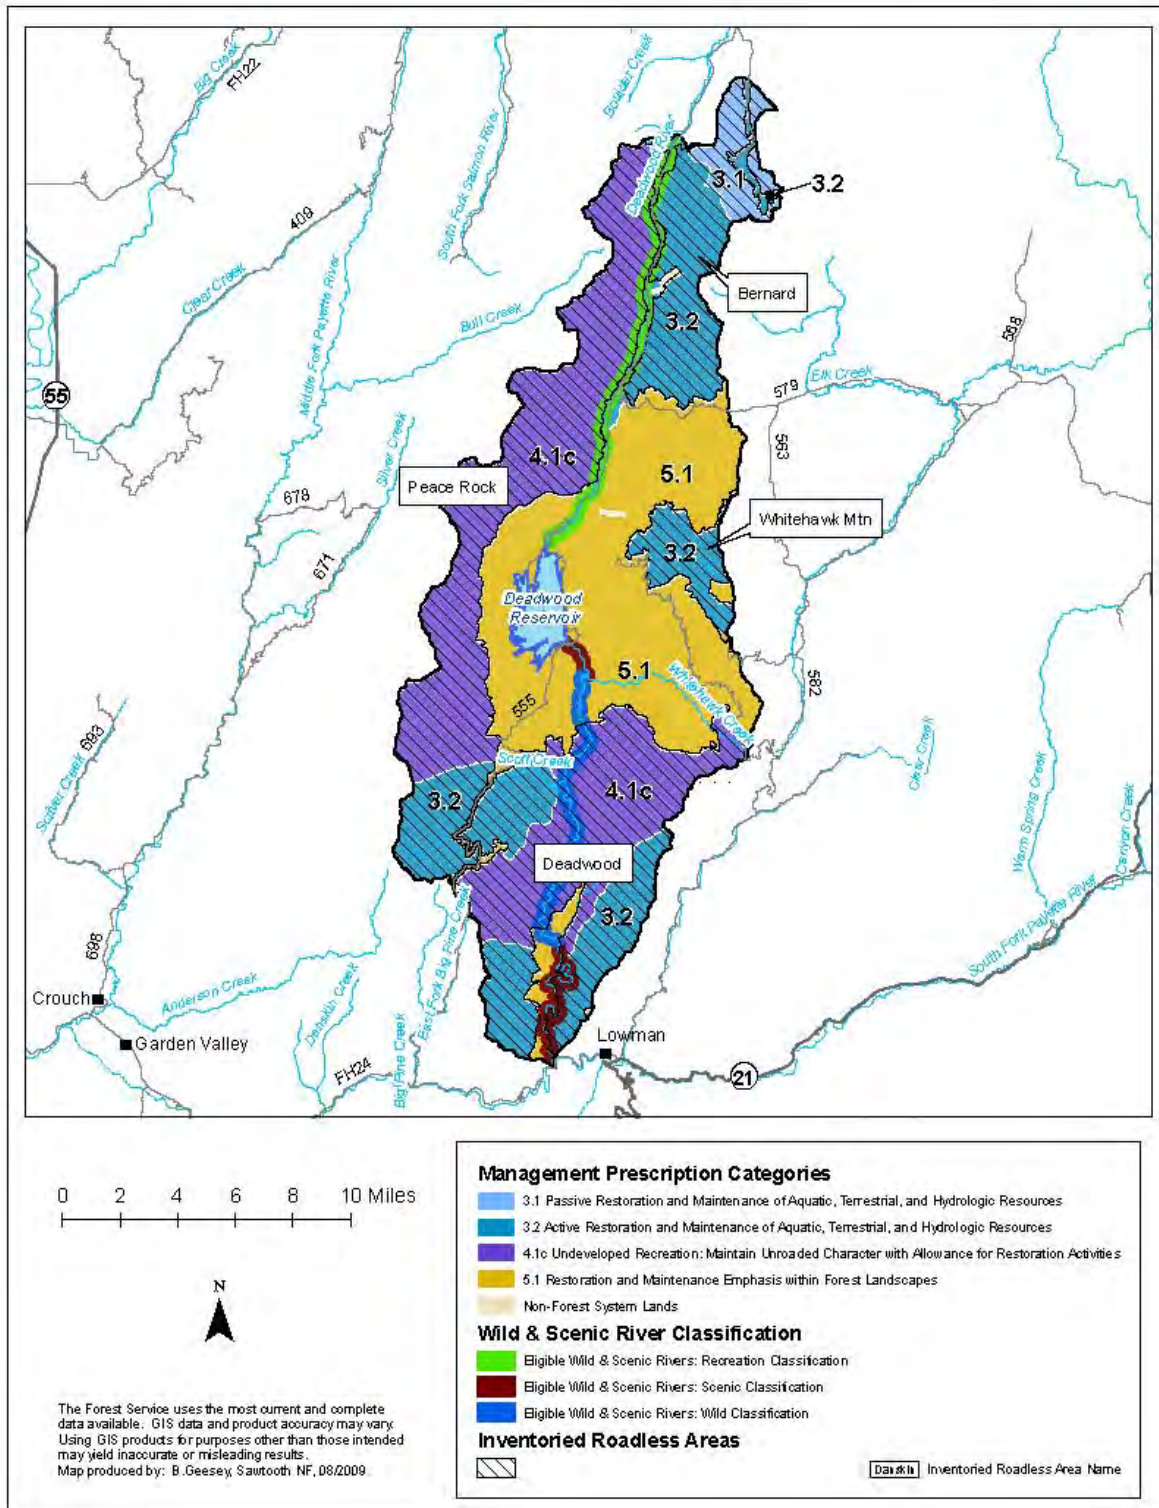 Big Creek
FH22
Boulder Creek
South Fork Salmon River
Deadwood River
3.1
3.2
409
Clear Creek
Middle Fork Payette River
Bull Creek
Bernard
3.2
568
55
Elk Creek
579
563
Silver Creek
4.1c
Peace Rock
5.1
678
Whitehawk Mtn
671
3.2
Deadwood
Reservoir
5.1
Whitehawk Creek
582
555
693
Scriver Creek
Scott Creek
Clear Creek
Warm Spring Creek
Canyon Creek
3.2
4.1c
Deadwood
3.2
South Fork Payette River
698
East Fork Big Pine Creek
Anderson Creek
Crouch
Danskin Creek
Garden Valley
Big Pine Creek
FH24
Lowman
21
0 2 4 6 8 10 Miles
N
The Forest Service uses the most current and complete
data available. GIS data and product accuracy may vary.
Using GIS products for purposes other than those intended
may yield inaccurate or misleading results.
Map produced by: B.Geesey, Sawtooth NF, 08/2009
Management Prescription Categories
3.1 Passive Restoration and Maintenance of Aquatic, Terrestrial, and Hydrologic Resources
3.2 Active Restoration and Maintenance of Aquatic, Terrestrial, and Hydrologic Resources
4.1c Undeveloped Recreation: Maintain Unroaded Character with Allowance for Restoration Activities
5.1 Restoration and Maintenance Emphasis within Forest Landscapes
Non-Forest System Lands
Wild & Scenic River Classification
Eligible Wild & Scenic Rivers: Recreation Classification
Eligible Wild & Scenic Rivers: Scenic Classification
Eligible Wild & Scenic Rivers: Wild Classification
Inventoried Roadless Areas
Danskin Inventoried Roadless Area Name